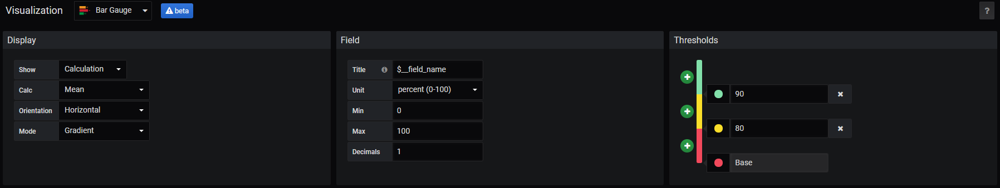 Visualization
Bar Gauge
beta
?
Display
Show Calculation
Calc Mean
Orientation Horizontal
Mode Gradient
Field
Title $__field_name
Unit percent (0-100)
Min 0
Max 100
Decimals 1
Thresholds
90
80
Base